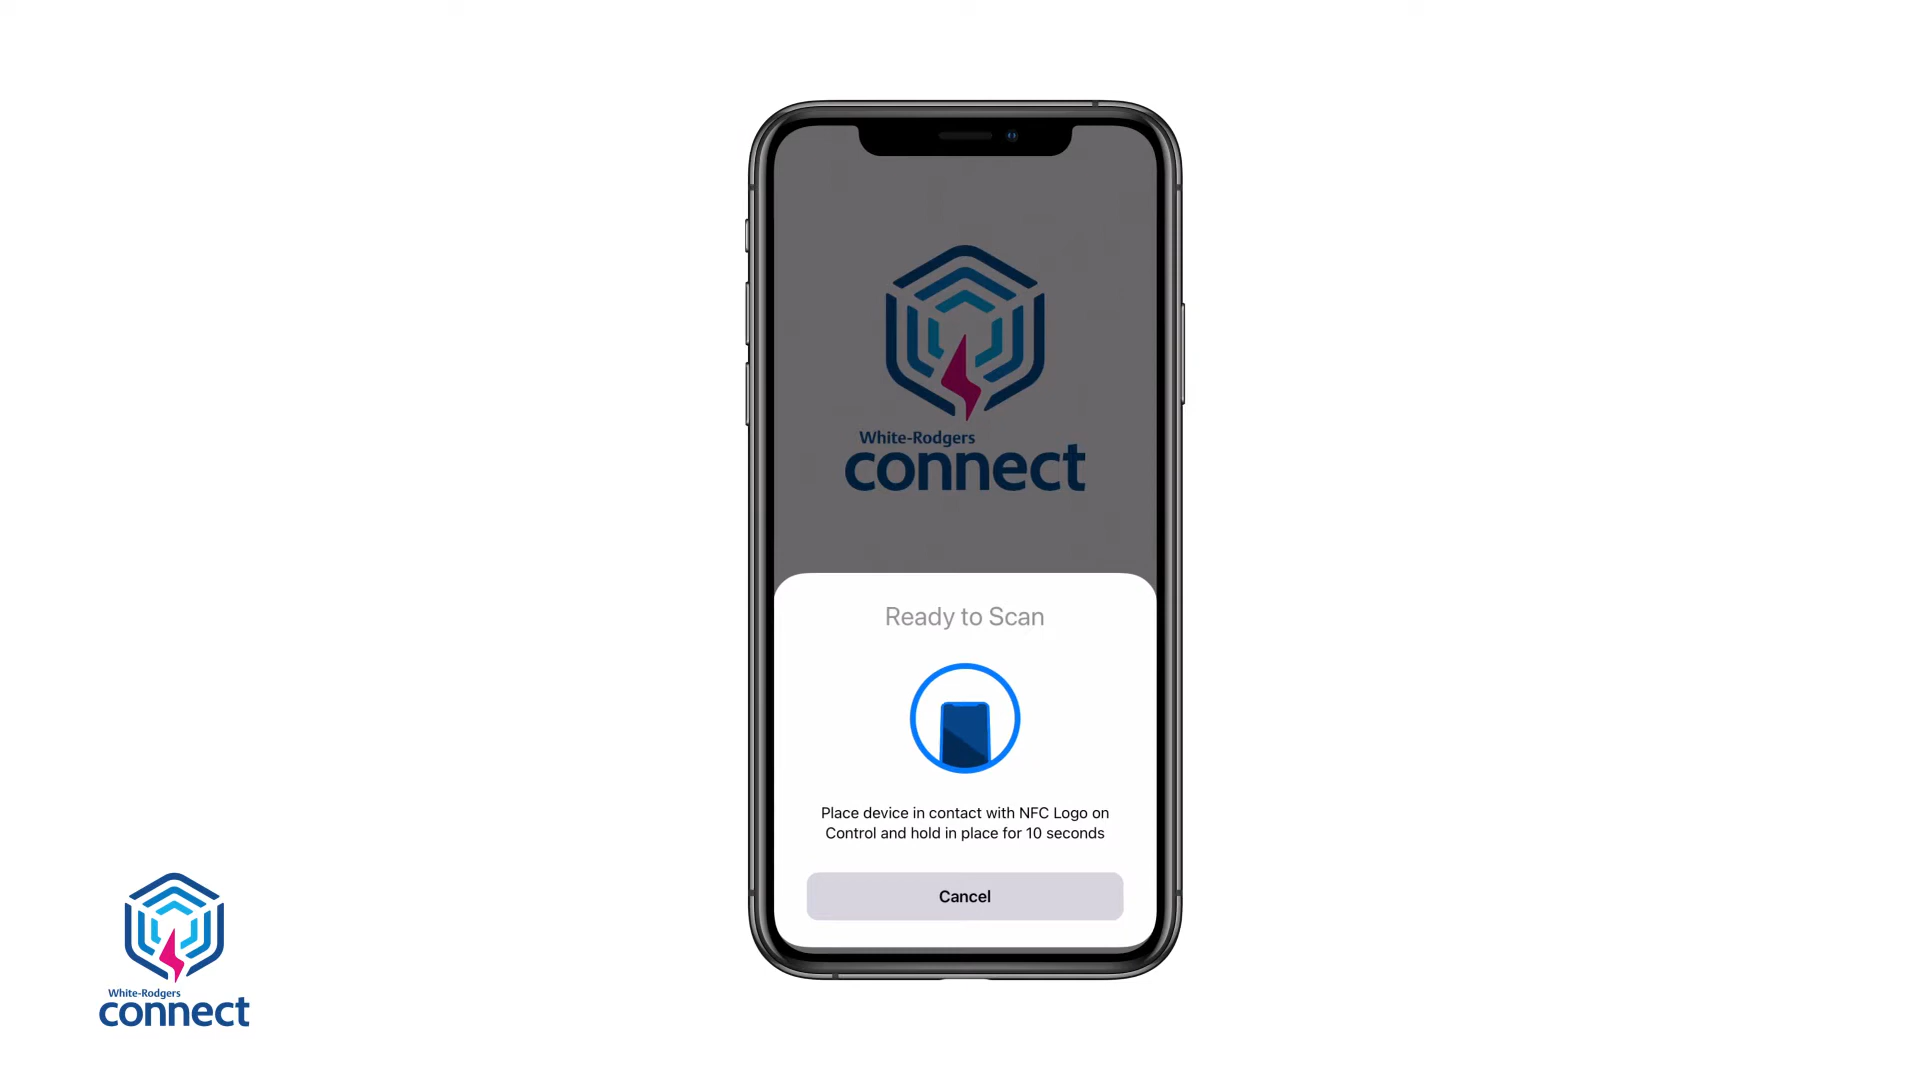 White-Rodgers
connect
Ready to Scan
Place device in contact with NFC Logo on
Control and hold in place for 10 seconds
Cancel
White-Rodgers
connect